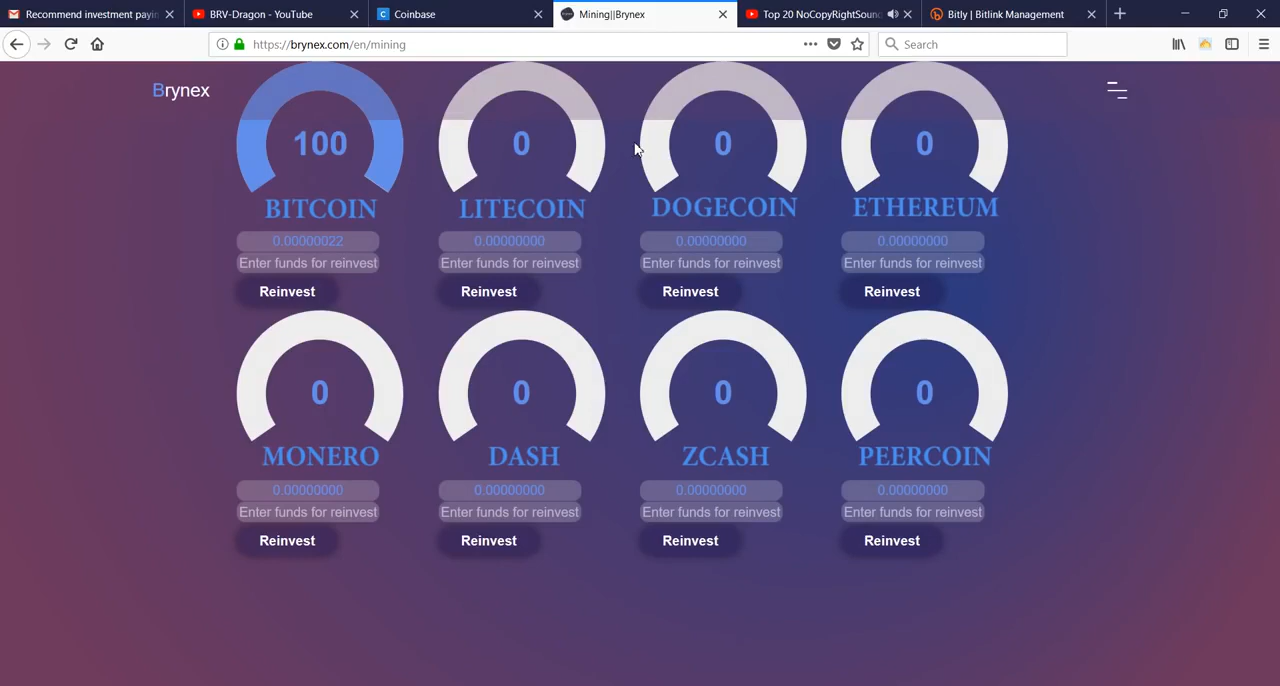 Recommend investment payin
BRV-Dragon - YouTube
Coinbase
Mining||Brynex
Top 20 NoCopyRightSound
Bitly | Bitlink Management
https://brynex.com/en/mining
Search
Brynex
100
0
0
0
BITCOIN
LITECOIN
DOGECOIN
ETHEREUM
0.00000022
0.00000000
0.00000000
0.00000000
Enter funds for reinvest
Enter funds for reinvest
Enter funds for reinvest
Enter funds for reinvest
Reinvest
Reinvest
Reinvest
Reinvest
0
0
0
0
MONERO
DASH
ZCASH
PEERCOIN
0.00000000
0.00000000
0.00000000
0.00000000
Enter funds for reinvest
Enter funds for reinvest
Enter funds for reinvest
Enter funds for reinvest
Reinvest
Reinvest
Reinvest
Reinvest